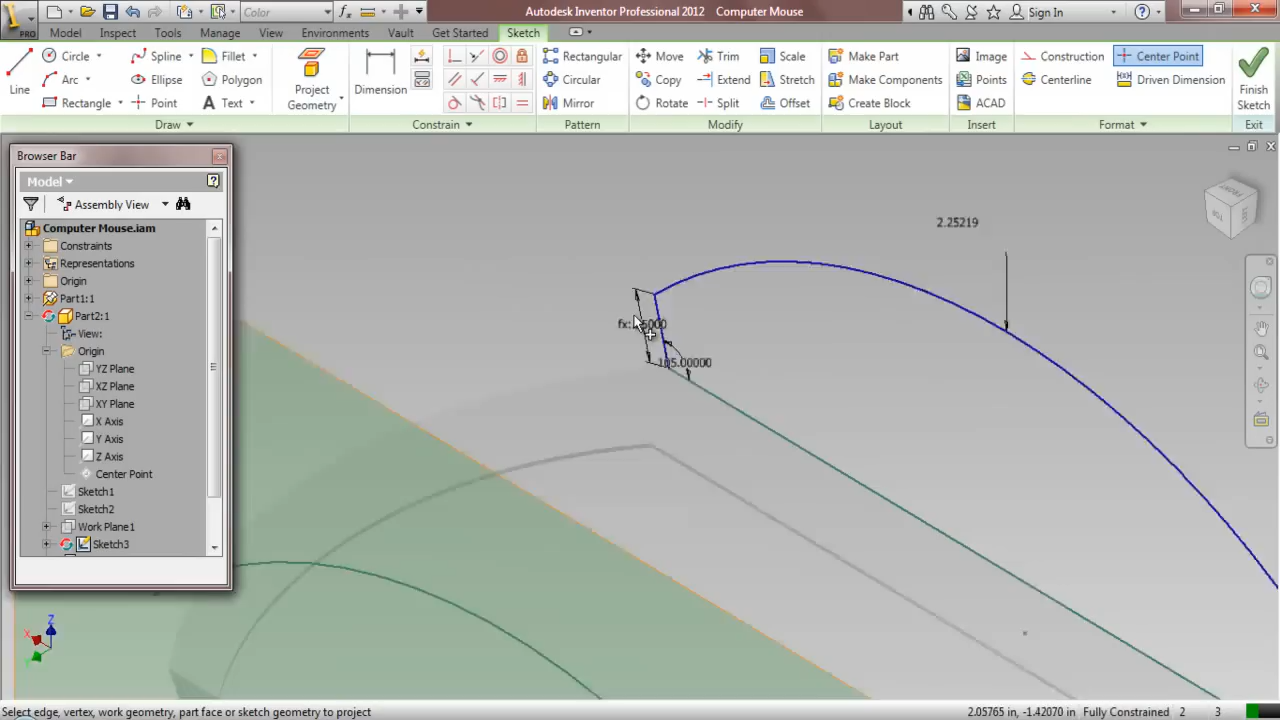 Color
fx
Autodesk Inventor Professional 2012 Computer Mouse
Sign In
PRO
Model Inspect Tools Manage View Environments Vault Get Started Sketch
Circle Spline Fillet
Arc Ellipse Polygon
Rectangle Point Text
Line
Project Geometry
Dimension
Rectangular Move Trim Scale Make Part Image Construction Center Point
Circular Copy Extend Stretch Make Components Points Centerline Driven Dimension
Mirror Rotate Split Offset Create Block ACAD
Finish Sketch
Draw Constrain Pattern Modify Layout Insert Format Exit
Browser Bar
Model
Assembly View
Computer Mouse.iam
Constraints
Representations
Origin
Part1:1
Part2:1
View:
Origin
YZ Plane
XZ Plane
XY Plane
X Axis
Y Axis
Z Axis
Center Point
Sketch1
Sketch2
Work Plane1
Sketch3
2.25219
105.00000
FRONT
Z
X
Y
Select edge, vertex, work geometry, part face or sketch geometry to project
2.05765 in, -1.42070 in Fully Constrained 2 3